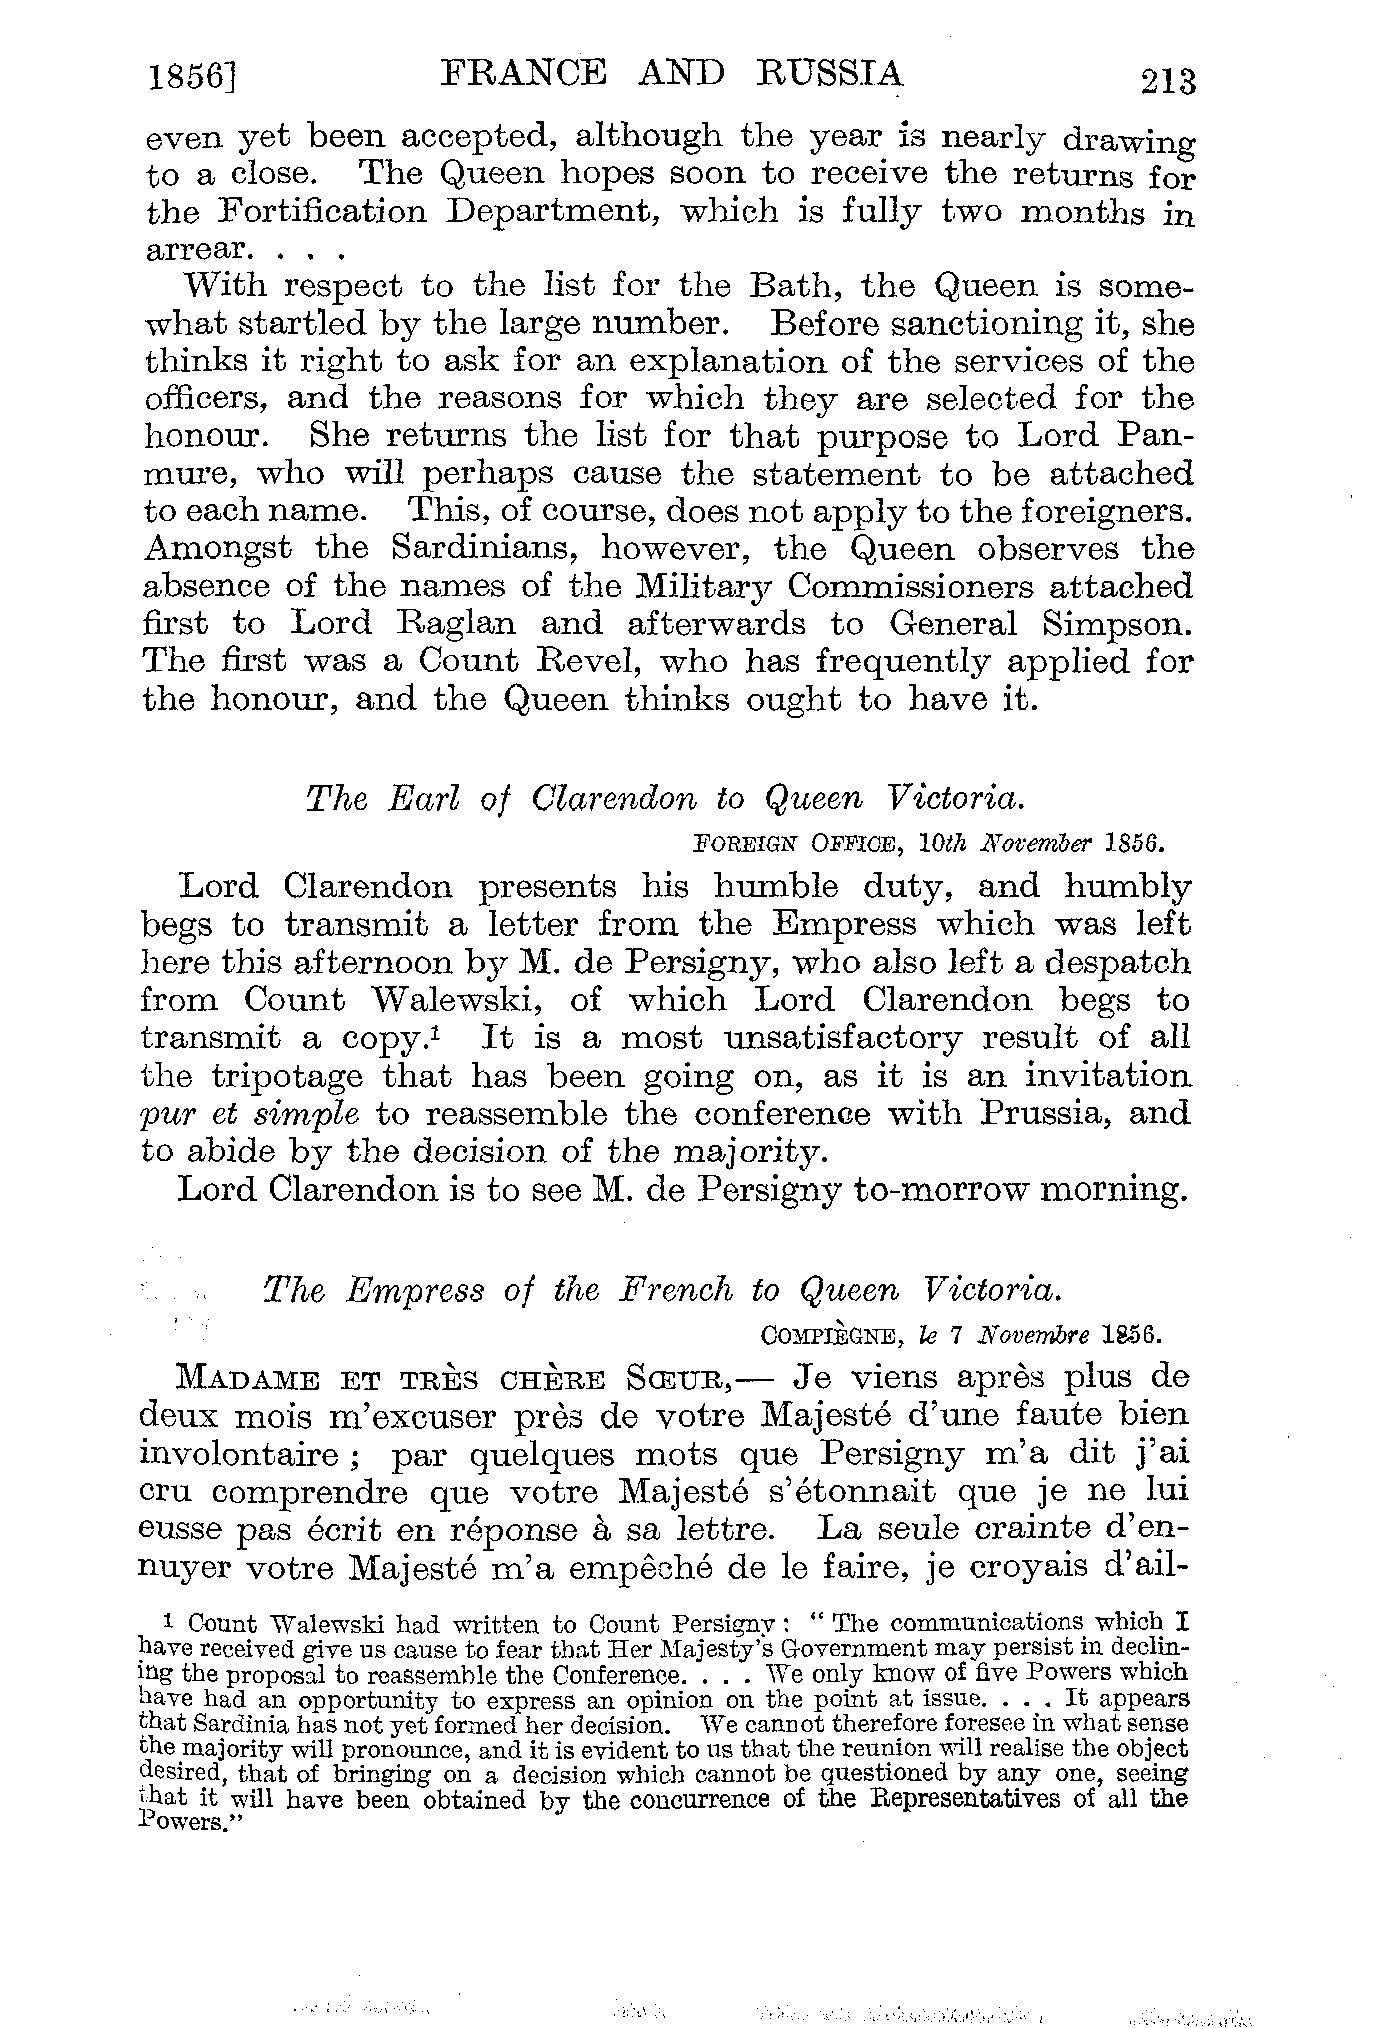 1856] FRANCE AND RUSSIA 213
even yet been accepted, although the year is nearly drawing
to a close. The Queen hopes soon to receive the returns for
the Fortification Department, which is fully two months in
arrear. . . .
With respect to the list for the Bath, the Queen is some-
what startled by the large number. Before sanctioning it, she
thinks it right to ask for an explanation of the services of the
officers, and the reasons for which they are selected for the
honour. She returns the list for that purpose to Lord Pan-
mure, who will perhaps cause the statement to be attached
to each name. This, of course, does not apply to the foreigners.
Amongst the Sardinians, however, the Queen observes the
absence of the names of the Military Commissioners attached
first to Lord Raglan and afterwards to General Simpson.
The first was a Count Revel, who has frequently applied for
the honour, and the Queen thinks ought to have it.
The Earl of Clarendon to Queen Victoria.
FOREIGN OFFICE, 10th November 1856.
Lord Clarendon presents his humble duty, and humbly
begs to transmit a letter from the Empress which was left
here this afternoon by M. de Persigny, who also left a despatch
from Count Walewski, of which Lord Clarendon begs to
transmit a copy.¹ It is a most unsatisfactory result of all
the tripotage that has been going on, as it is an invitation
pur et simple to reassemble the conference with Prussia, and
to abide by the decision of the majority.
Lord Clarendon is to see M. de Persigny to-morrow morning.
The Empress of the French to Queen Victoria.
COMPIÈGNE, le 7 Novembre 1856.
MADAME ET TRÈS CHÈRE SŒUR,— Je viens après plus de
deux mois m'excuser près de votre Majesté d'une faute bien
involontaire ; par quelques mots que Persigny m'a dit j'ai
cru comprendre que votre Majesté s'étonnait que je ne lui
eusse pas écrit en réponse à sa lettre. La seule crainte d'en-
nuyer votre Majesté m'a empêché de le faire, je croyais d'ail-
¹ Count Walewski had written to Count Persigny : "The communications which I
have received give us cause to fear that Her Majesty's Government may persist in declin-
ing the proposal to reassemble the Conference. . . . We only know of five Powers which
have had an opportunity to express an opinion on the point at issue. . . . It appears
that Sardinia has not yet formed her decision. We cannot therefore foresee in what sense
the majority will pronounce, and it is evident to us that the reunion will realise the object
desired, that of bringing on a decision which cannot be questioned by any one, seeing
that it will have been obtained by the concurrence of the Representatives of all the
Powers."